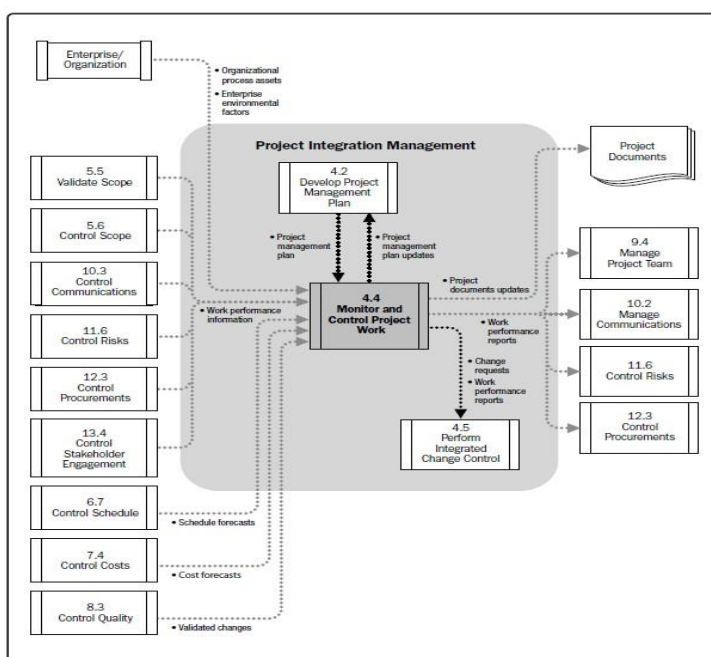 Enterprise/
Organization
• Organizational
process assets
• Enterprise
environmental
factors
Project Integration Management
Project
Documents
4.2
Develop Project
Management
Plan
5.5
Validate Scope
5.6
Control Scope
10.3
Control
Communications
11.6
Control Risks
12.3
Control
Procurements
13.4
Control
Stakeholder
Engagement
6.7
Control Schedule
7.4
Control Costs
8.3
Control Quality
• Project
management
plan
• Project
management
plan updates
• Work performance
information
4.4
Monitor and
Control Project
Work
• Project
documents updates
• Work
performance
reports
• Change
requests
• Work
performance
reports
4.5
Perform
Integrated
Change Control
• Schedule forecasts
• Cost forecasts
• Validated changes
9.4
Manage
Project Team
10.2
Manage
Communications
11.6
Control Risks
12.3
Control
Procurements